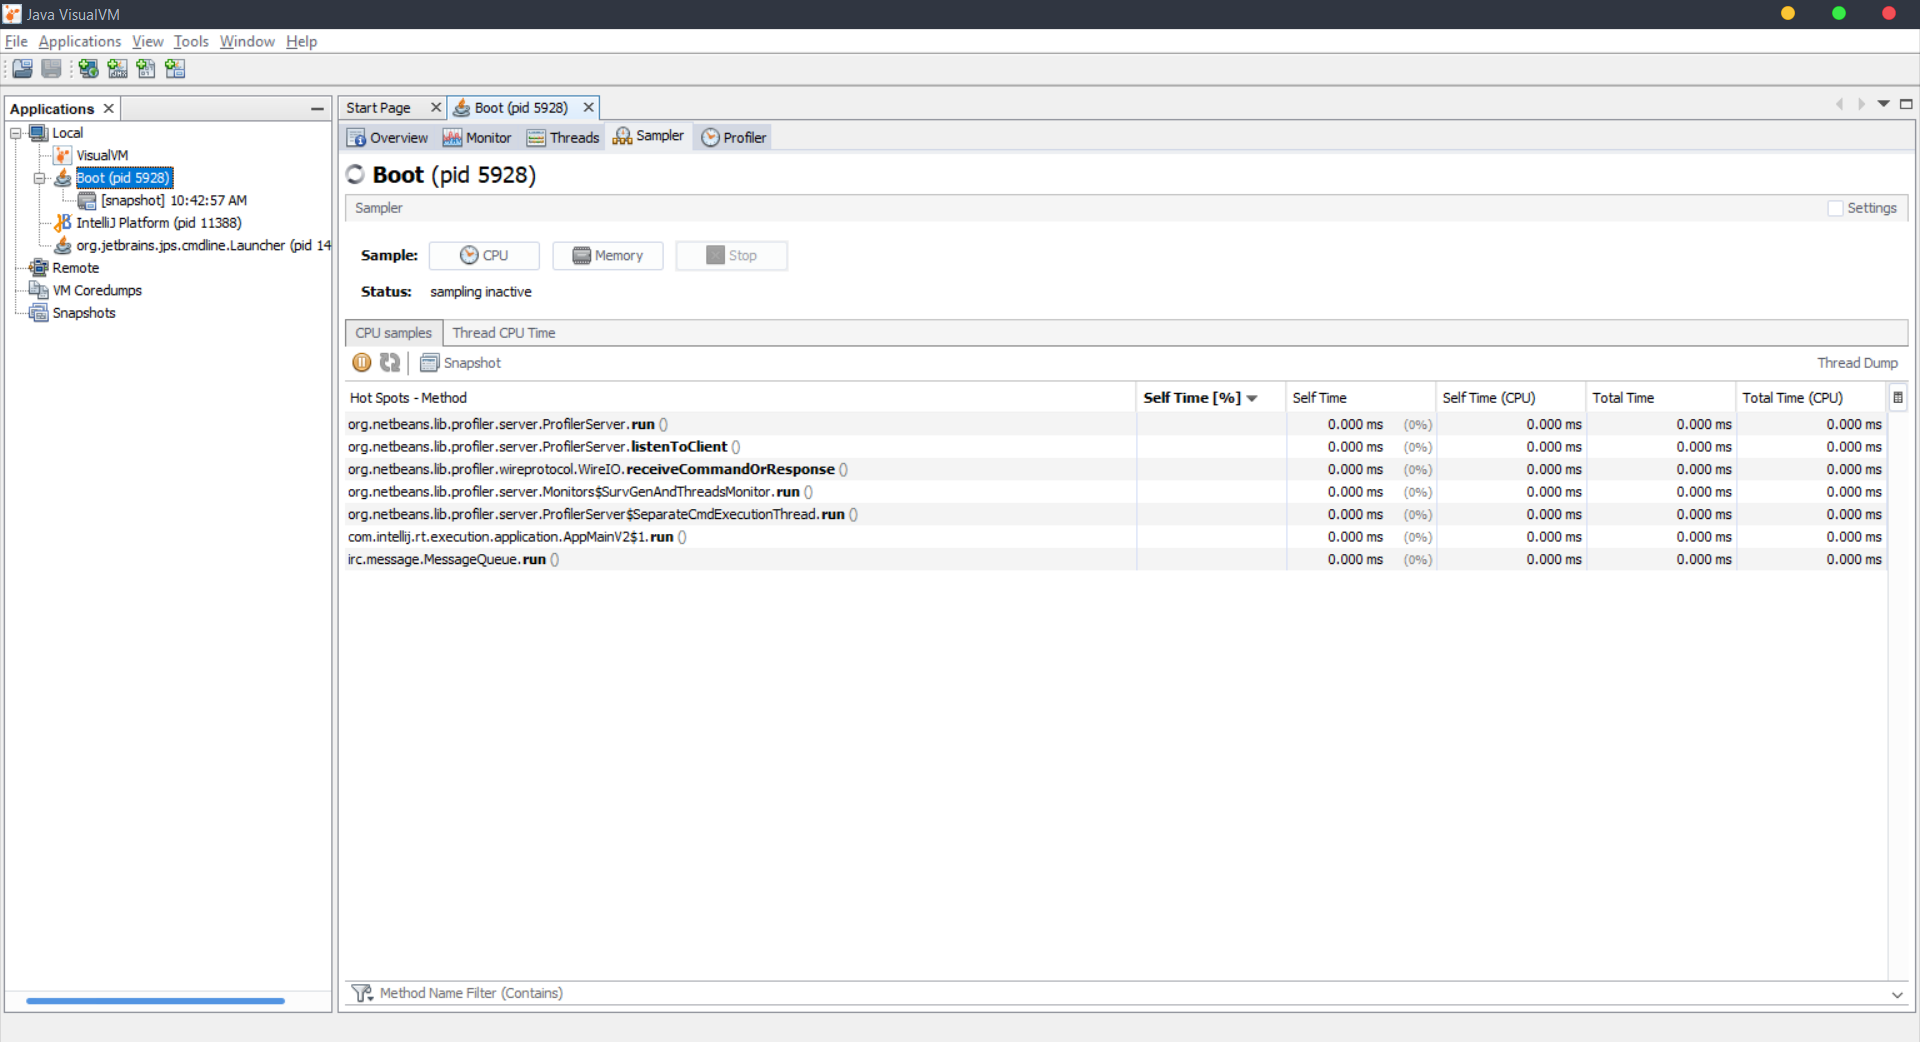 Java VisualVM
File Applications View Tools Window Help
Applications
Local
VisualVM
Boot (pid 5928)
[snapshot] 10:42:57 AM
IntelliJ Platform (pid 11388)
org.jetbrains.jps.cmdline.Launcher (pid 14
Remote
VM Coredumps
Snapshots
Start Page Boot (pid 5928)
Overview Monitor Threads Sampler Profiler
Boot (pid 5928)
Sampler Settings
Sample: CPU Memory Stop
Status: sampling inactive
CPU samples Thread CPU Time
Snapshot Thread Dump
Hot Spots - Method Self Time [%] Self Time Self Time (CPU) Total Time Total Time (CPU)
org.netbeans.lib.profiler.server.ProfilerServer.run () 0.000 ms (0%) 0.000 ms 0.000 ms 0.000 ms
org.netbeans.lib.profiler.server.ProfilerServer.listenToClient () 0.000 ms (0%) 0.000 ms 0.000 ms 0.000 ms
org.netbeans.lib.profiler.wireprotocol.WireIO.receiveCommandOrResponse () 0.000 ms (0%) 0.000 ms 0.000 ms 0.000 ms
org.netbeans.lib.profiler.server.Monitors$SurvGenAndThreadsMonitor.run () 0.000 ms (0%) 0.000 ms 0.000 ms 0.000 ms
org.netbeans.lib.profiler.server.ProfilerServer$SeparateCmdExecutionThread.run () 0.000 ms (0%) 0.000 ms 0.000 ms 0.000 ms
com.intellij.rt.execution.application.AppMainV2$1.run () 0.000 ms (0%) 0.000 ms 0.000 ms 0.000 ms
irc.message.MessageQueue.run () 0.000 ms (0%) 0.000 ms 0.000 ms 0.000 ms
Method Name Filter (Contains)